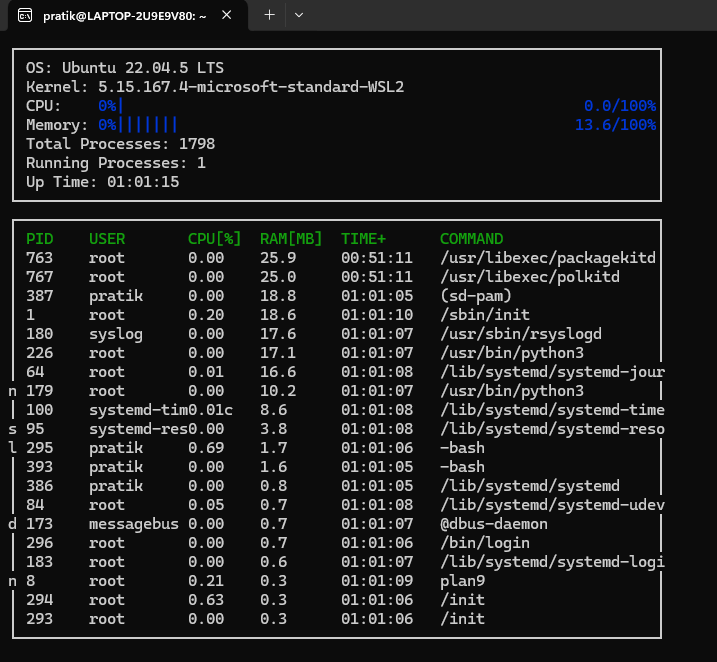 pratik@LAPTOP-2U9E9V80: ~
OS: Ubuntu 22.04.5 LTS
Kernel: 5.15.167.4-microsoft-standard-WSL2
CPU: 0%| 0.0/100%
Memory: 0%||||||| 13.6/100%
Total Processes: 1798
Running Processes: 1
Up Time: 01:01:15
PID USER CPU[%] RAM[MB] TIME+ COMMAND
763 root 0.00 25.9 00:51:11 /usr/libexec/packagekitd
767 root 0.00 25.0 00:51:11 /usr/libexec/polkitd
387 pratik 0.00 18.8 01:01:05 (sd-pam)
1 root 0.20 18.6 01:01:10 /sbin/init
180 syslog 0.00 17.1 01:01:07 /usr/sbin/rsyslogd
226 root 0.00 17.1 01:01:08 /usr/bin/python3
64 root 0.01 16.6 01:01:08 /lib/systemd/systemd-jour
n 179 root 0.00 10.2 01:01:07 /usr/bin/python3
100 systemd-tim0.01c 8.6 01:01:08 /lib/systemd/systemd-time
s 95 systemd-res0.00 3.8 01:01:08 /lib/systemd/systemd-reso
l 295 pratik 0.69 1.7 01:01:06 -bash
393 pratik 0.00 1.6 01:01:05 -bash
386 pratik 0.00 0.8 01:01:05 /lib/systemd/systemd
84 root 0.05 0.7 01:01:08 /lib/systemd/systemd-udev
d 173 messagebus 0.00 0.7 01:01:07 @dbus-daemon
296 root 0.00 0.7 01:01:06 /bin/login
183 root 0.00 0.6 01:01:07 /lib/systemd/systemd-logi
n 8 root 0.21 0.3 01:01:09 plan9
294 root 0.63 0.3 01:01:06 /init
293 root 0.00 0.3 01:01:06 /init